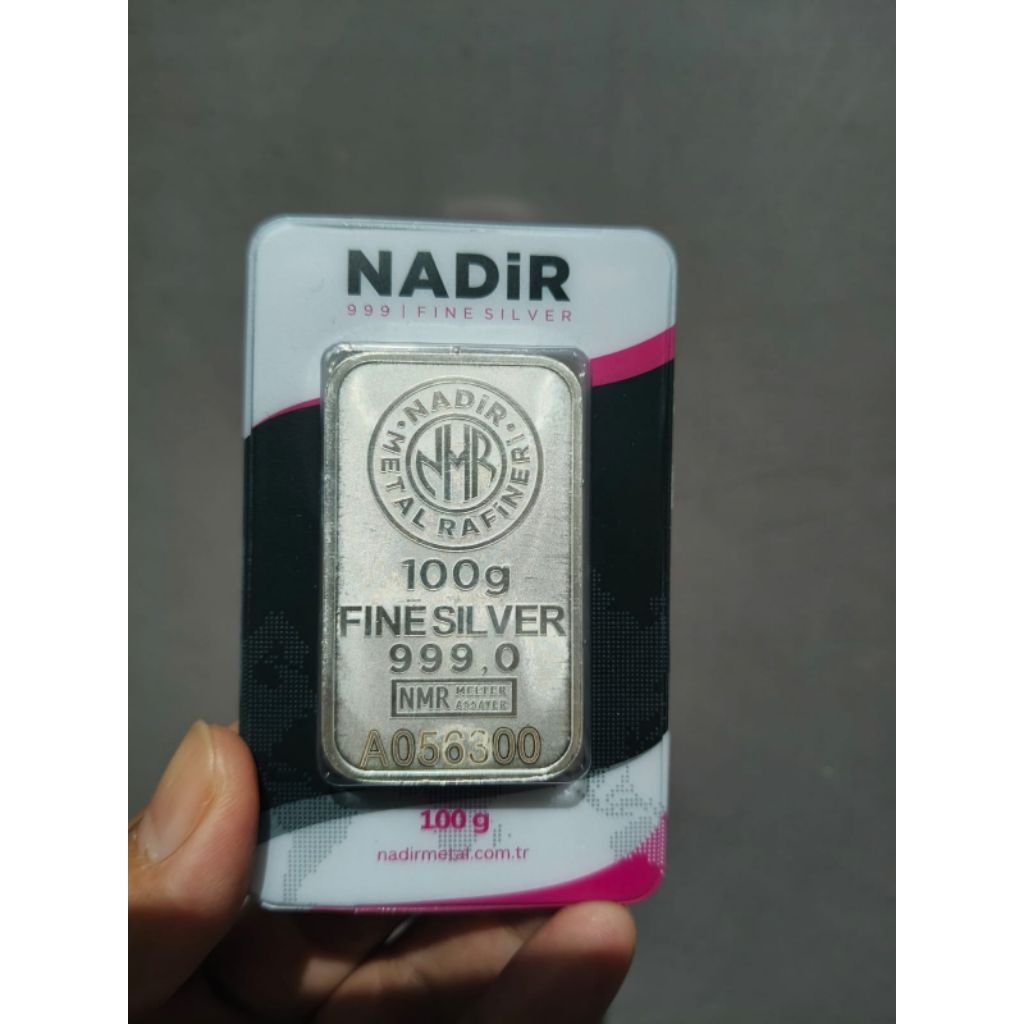 NADiR
999 | FINE SILVER
NADiR
METAL RAFiNERi
NMR
100g
FINE SILVER
999,0
NMR MELTER
ASSAYER
A056300
100 g
nadirmetal.com.tr